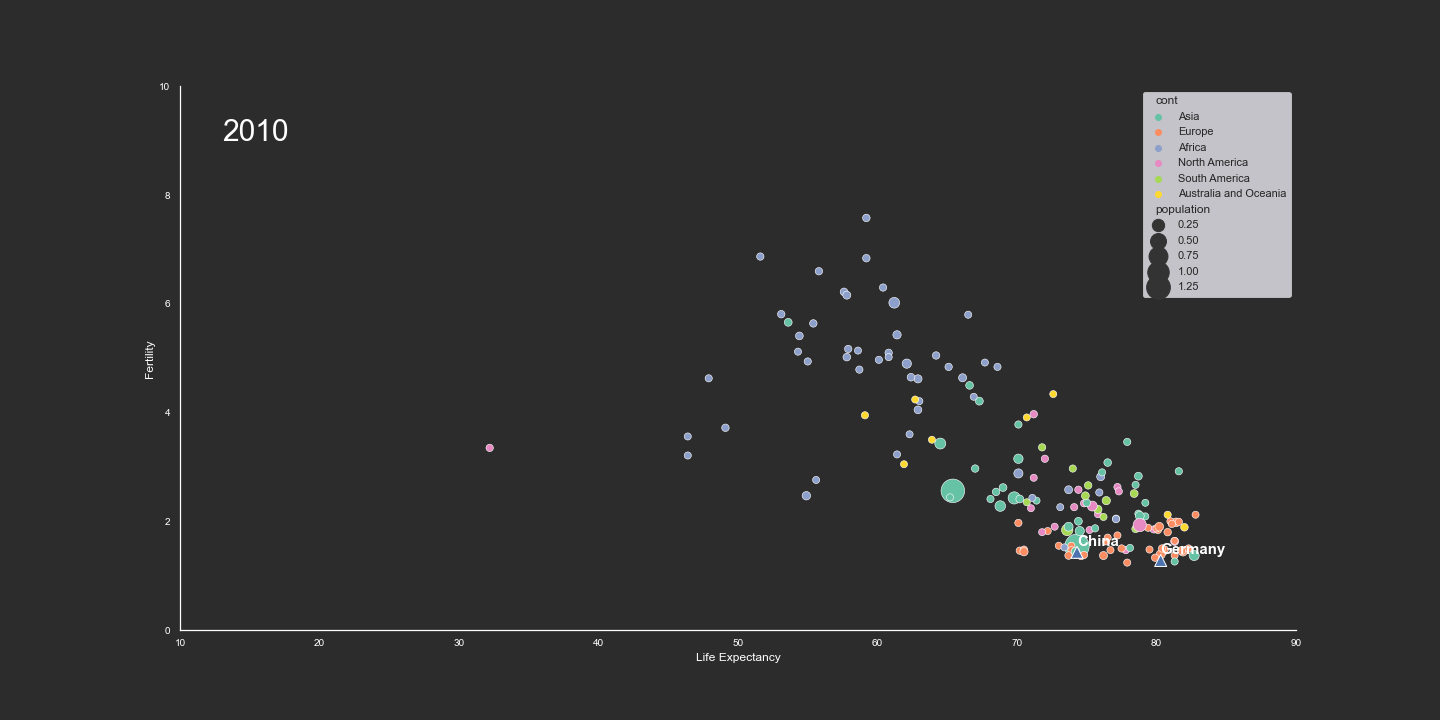 10
2010
8
6
4
2
0
Fertility
10 20 30 40 50 60 70 80 90
Life Expectancy
China
Germany
cont
Asia
Europe
Africa
North America
South America
Australia and Oceania
population
0.25
0.50
0.75
1.00
1.25